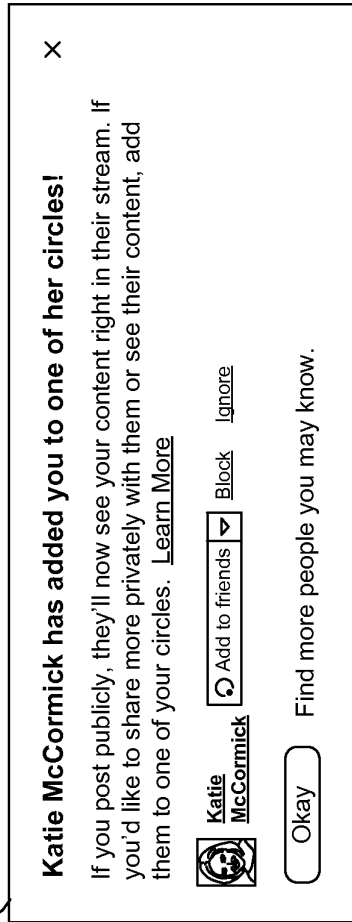 Katie McCormick has added you to one of her circles!
If you post publicly, they'll now see your content right in their stream. If
you'd like to share more privately with them or see their content, add
them to one of your circles. Learn More
Katie
McCormick
Add to friends
Block
Ignore
Okay
Find more people you may know.